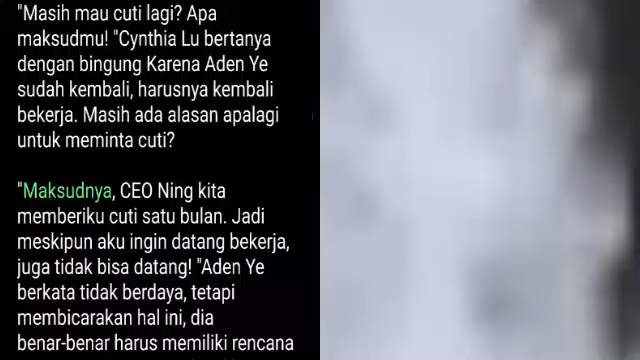 "Masih mau cuti lagi? Apa
maksudmu! "Cynthia Lu bertanya
dengan bingung Karena Aden Ye
sudah kembali, harusnya kembali
bekerja. Masih ada alasan apalagi
untuk meminta cuti?
"Maksudnya, CEO Ning kita
memberiku cuti satu bulan. Jadi
meskipun aku ingin datang bekerja,
juga tidak bisa datang! "Aden Ye
berkata tidak berdaya, tetapi
membicarakan hal ini, dia
benar-benar harus memiliki rencana